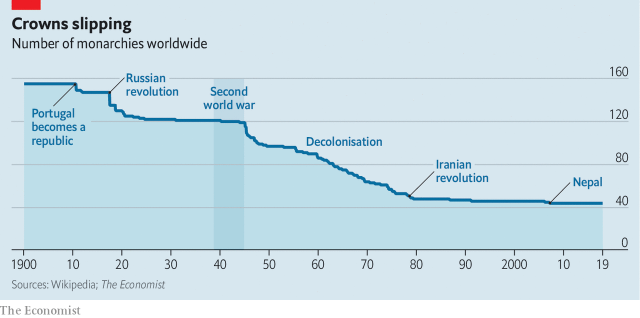 Crowns slipping
Number of monarchies worldwide
160
Russian
revolution
Second
world war
Portugal
becomes a
republic
120
Decolonisation
80
Iranian
revolution
Nepal
40
0
1900 10 20 30 40 50 60 70 80 90 2000 10 19
Sources: Wikipedia; The Economist
The Economist